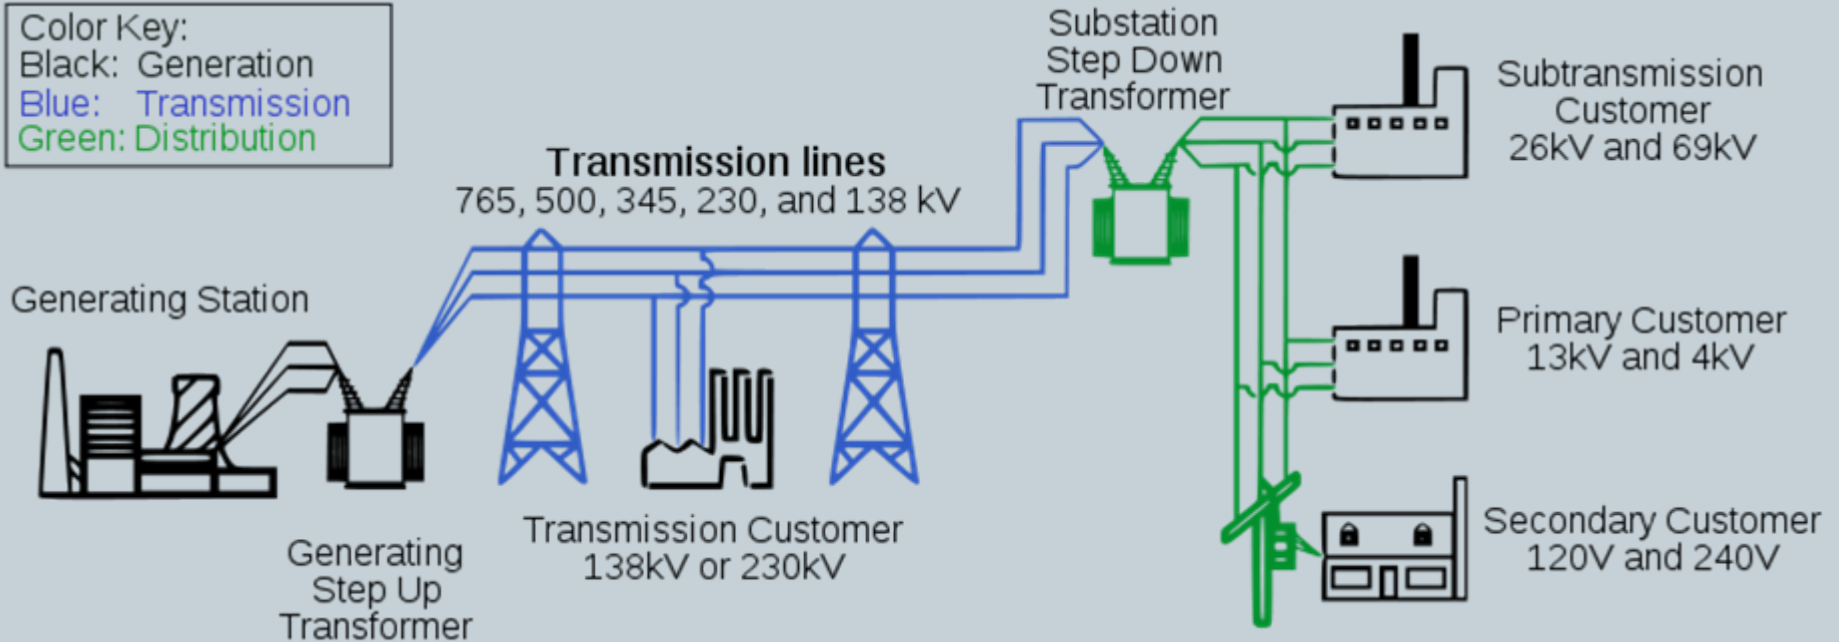 Color Key:
Black: Generation
Blue: Transmission
Green: Distribution
Substation
Step Down
Transformer
Subtransmission
Customer
26kV and 69kV
Transmission lines
765, 500, 345, 230, and 138 kV
Generating Station
Primary Customer
13kV and 4kV
Transmission Customer
138kV or 230kV
Secondary Customer
120V and 240V
Generating
Step Up
Transformer